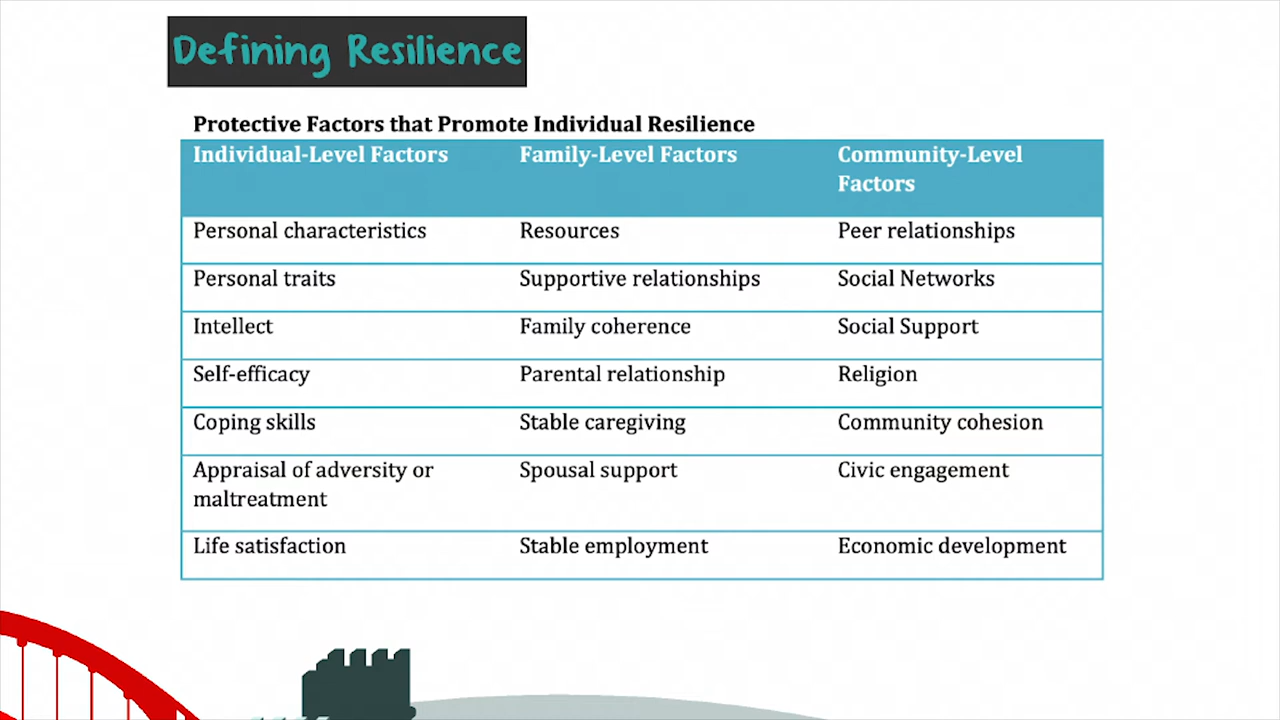 Defining Resilience
Protective Factors that Promote Individual Resilience
Individual-Level Factors Family-Level Factors Community-Level
Factors
Personal characteristics Resources Peer relationships
Personal traits Supportive relationships Social Networks
Intellect Family coherence Social Support
Self-efficacy Parental relationship Religion
Coping skills Stable caregiving Community cohesion
Appraisal of adversity or Spousal support Civic engagement
maltreatment
Life satisfaction Stable employment Economic development